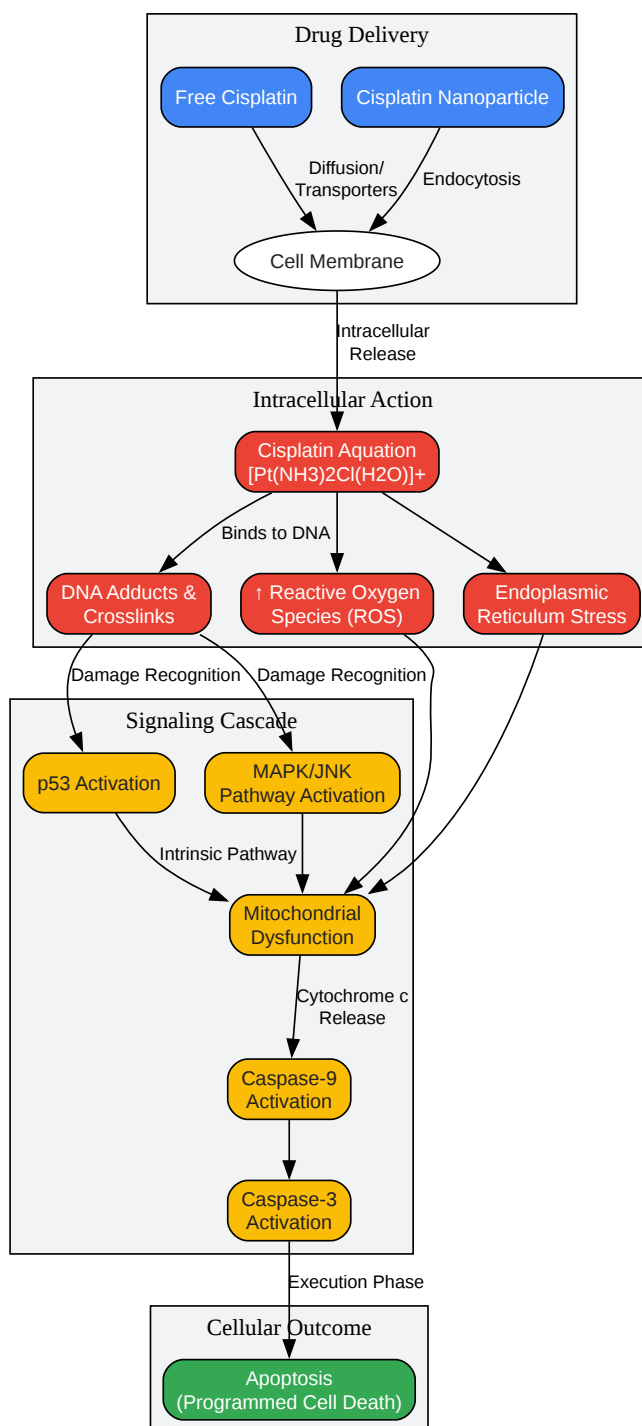 Drug Delivery
Free Cisplatin
Cisplatin Nanoparticle
Diffusion/
Transporters
Endocytosis
Cell Membrane
Intracellular
Release
Intracellular Action
Cisplatin Aquation
[Pt(NH3)2Cl(H2O)]+
Binds to DNA
DNA Adducts &
Crosslinks
↑ Reactive Oxygen
Species (ROS)
Endoplasmic
Reticulum Stress
Damage Recognition
Damage Recognition
Signaling Cascade
p53 Activation
MAPK/JNK
Pathway Activation
Intrinsic Pathway
Mitochondrial
Dysfunction
Cytochrome c
Release
Caspase-9
Activation
Caspase-3
Activation
Execution Phase
Cellular Outcome
Apoptosis
(Programmed Cell Death)